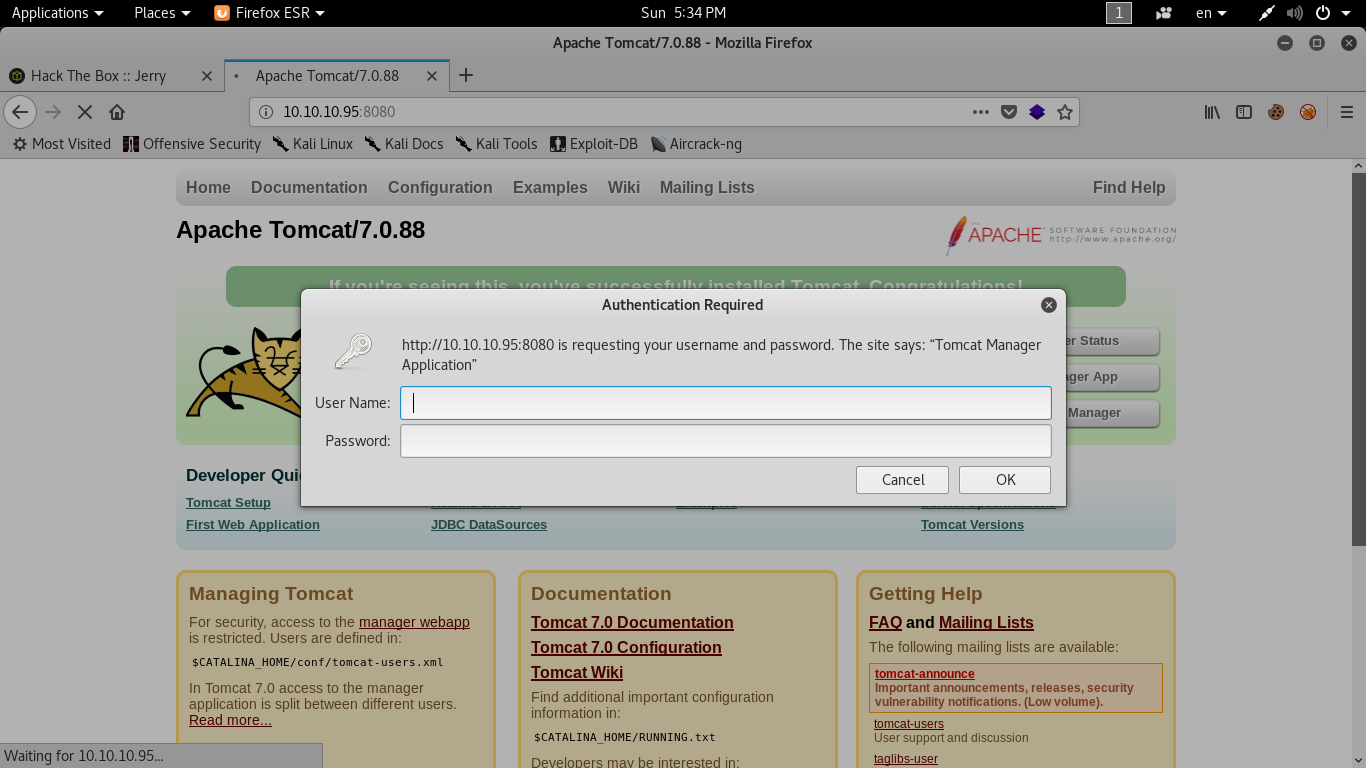 Applications Places Firefox ESR Sun 5:34 PM 1 en
Apache Tomcat/7.0.88 - Mozilla Firefox
Hack The Box :: Jerry Apache Tomcat/7.0.88
10.10.10.95:8080
Most Visited Offensive Security Kali Linux Kali Docs Kali Tools Exploit-DB Aircrack-ng
Home Documentation Configuration Examples Wiki Mailing Lists Find Help
Apache Tomcat/7.0.88
APACHE SOFTWARE FOUNDATION
http://www.apache.org/
If you're seeing this, you've successfully installed Tomcat. Congratulations!
Authentication Required
http://10.10.10.95:8080 is requesting your username and password. The site says: “Tomcat Manager
Application”
User Name:
Password:
Cancel OK
Status
App
Manager
Developer
Tomcat Setup
First Web Application JDBC DataSources Tomcat Versions
Managing Tomcat
For security, access to the manager webapp
is restricted. Users are defined in:
$CATALINA_HOME/conf/tomcat-users.xml
In Tomcat 7.0 access to the manager
application is split between different users.
Read more...
Documentation
Tomcat 7.0 Documentation
Tomcat 7.0 Configuration
Tomcat Wiki
Find additional important configuration
information in:
$CATALINA_HOME/RUNNING.txt
Developers may be interested in:
Getting Help
FAQ and Mailing Lists
The following mailing lists are available:
tomcat-announce
Important announcements, releases, security
vulnerability notifications. (Low volume).
tomcat-users
User support and discussion
taglibs-user
Waiting for 10.10.10.95...